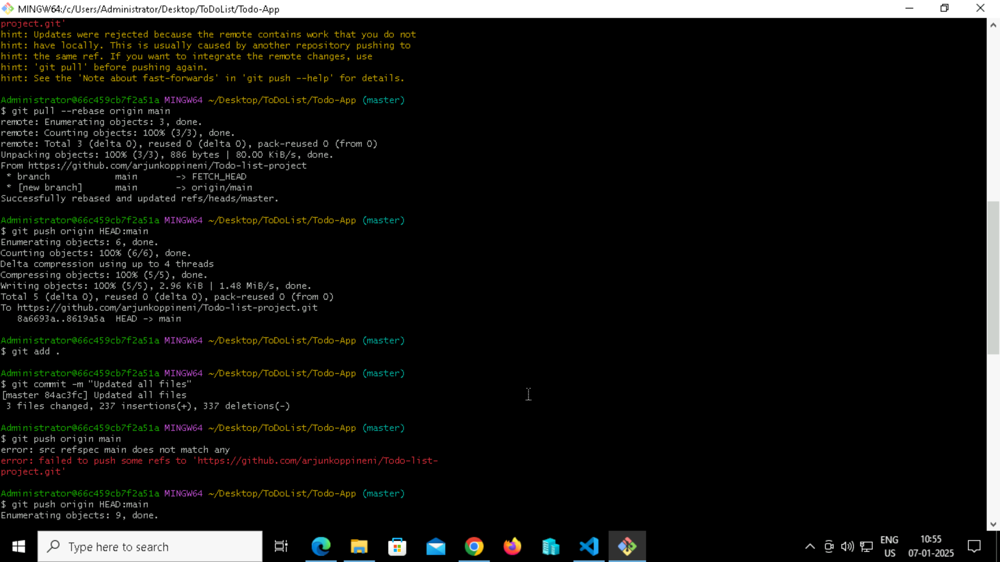 MINGW64:/c/Users/Administrator/Desktop/ToDoList/Todo-App
project.git'
hint: Updates were rejected because the remote contains work that you do not
hint: have locally. This is usually caused by another repository pushing to
hint: the same ref. If you want to integrate the remote changes, use
hint: 'git pull' before pushing again.
hint: See the 'Note about fast-forwards' in 'git push --help' for details.
Administrator@66c459cb7f2a51a MINGW64 ~/Desktop/ToDoList/Todo-App (master)
$ git pull --rebase origin main
remote: Enumerating objects: 3, done.
remote: Counting objects: 100% (3/3), done.
remote: Total 3 (delta 0), reused 0 (delta 0), pack-reused 0 (from 0)
Unpacking objects: 100% (3/3), 886 bytes | 80.00 KiB/s, done.
From https://github.com/arjunkoppineni/Todo-list-project
 * branch            main       -> FETCH_HEAD
 * [new branch]      main       -> origin/main
Successfully rebased and updated refs/heads/master.
Administrator@66c459cb7f2a51a MINGW64 ~/Desktop/ToDoList/Todo-App (master)
$ git push origin HEAD:main
Enumerating objects: 6, done.
Counting objects: 100% (6/6), done.
Delta compression using up to 4 threads
Compressing objects: 100% (5/5), done.
Writing objects: 100% (5/5), 2.96 KiB | 1.48 MiB/s, done.
Total 5 (delta 0), reused 0 (delta 0), pack-reused 0 (from 0)
To https://github.com/arjunkoppineni/Todo-list-project.git
   8a6693a..8619a5a  HEAD -> main
Administrator@66c459cb7f2a51a MINGW64 ~/Desktop/ToDoList/Todo-App (master)
$ git add .
Administrator@66c459cb7f2a51a MINGW64 ~/Desktop/ToDoList/Todo-App (master)
$ git commit -m "Updated all files"
[master 84ac3fc] Updated all files
 3 files changed, 237 insertions(+), 337 deletions(-)
Administrator@66c459cb7f2a51a MINGW64 ~/Desktop/ToDoList/Todo-App (master)
$ git push origin main
error: src refspec main does not match any
error: failed to push some refs to 'https://github.com/arjunkoppineni/Todo-list-
project.git'
Administrator@66c459cb7f2a51a MINGW64 ~/Desktop/ToDoList/Todo-App (master)
$ git push origin HEAD:main
Enumerating objects: 9, done.
Type here to search
ENG
US
10:55
07-01-2025